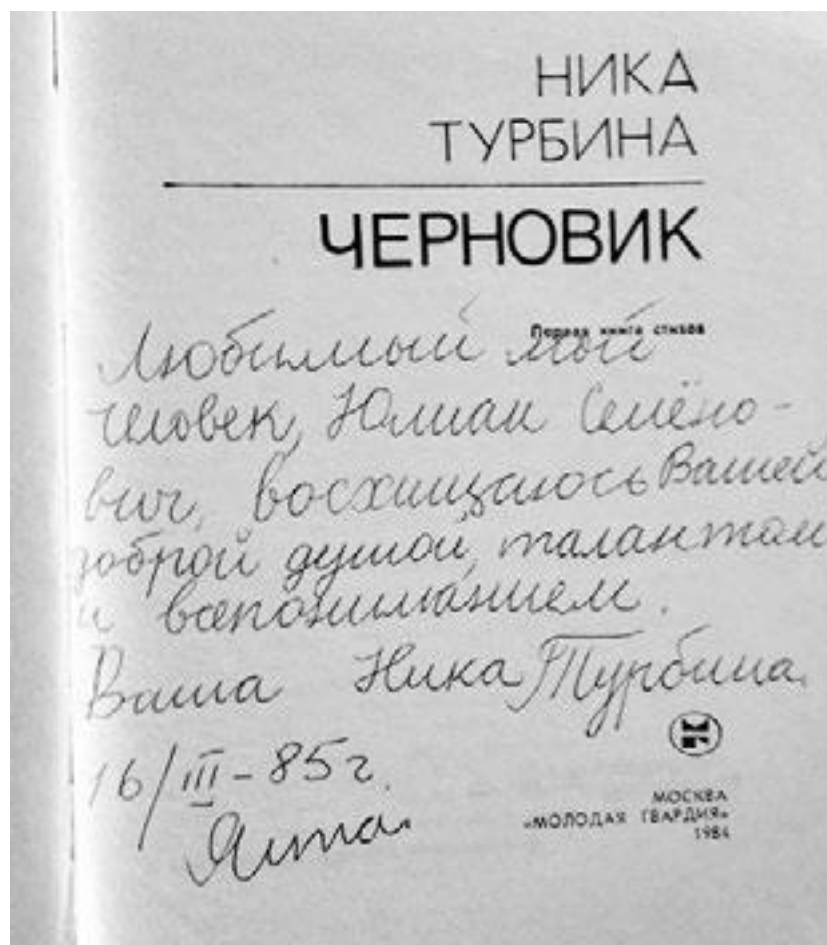 НИКА
ТУРБИНА
ЧЕРНОВИК
Первая книга стихов
Любимый мой
человек, Юлиан Семёно-
вич, восхищаюсь Вашей
доброй душой, талантом
и всепониманием.
Ваша Ника Турбина.
16/III-85г.
Ялта.
МОСКВА
«МОЛОДАЯ ГВАРДИЯ»
1984